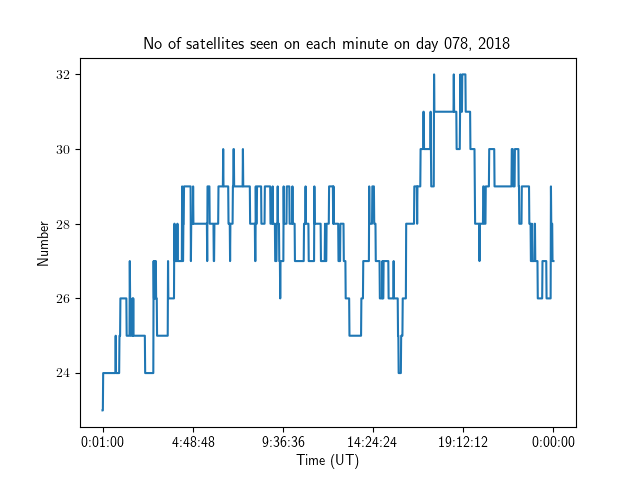 No of satellites seen on each minute on day 078, 2018
32
30
28
26
24
Number
0:01:00 4:48:48 9:36:36 14:24:24 19:12:12 0:00:00
Time (UT)